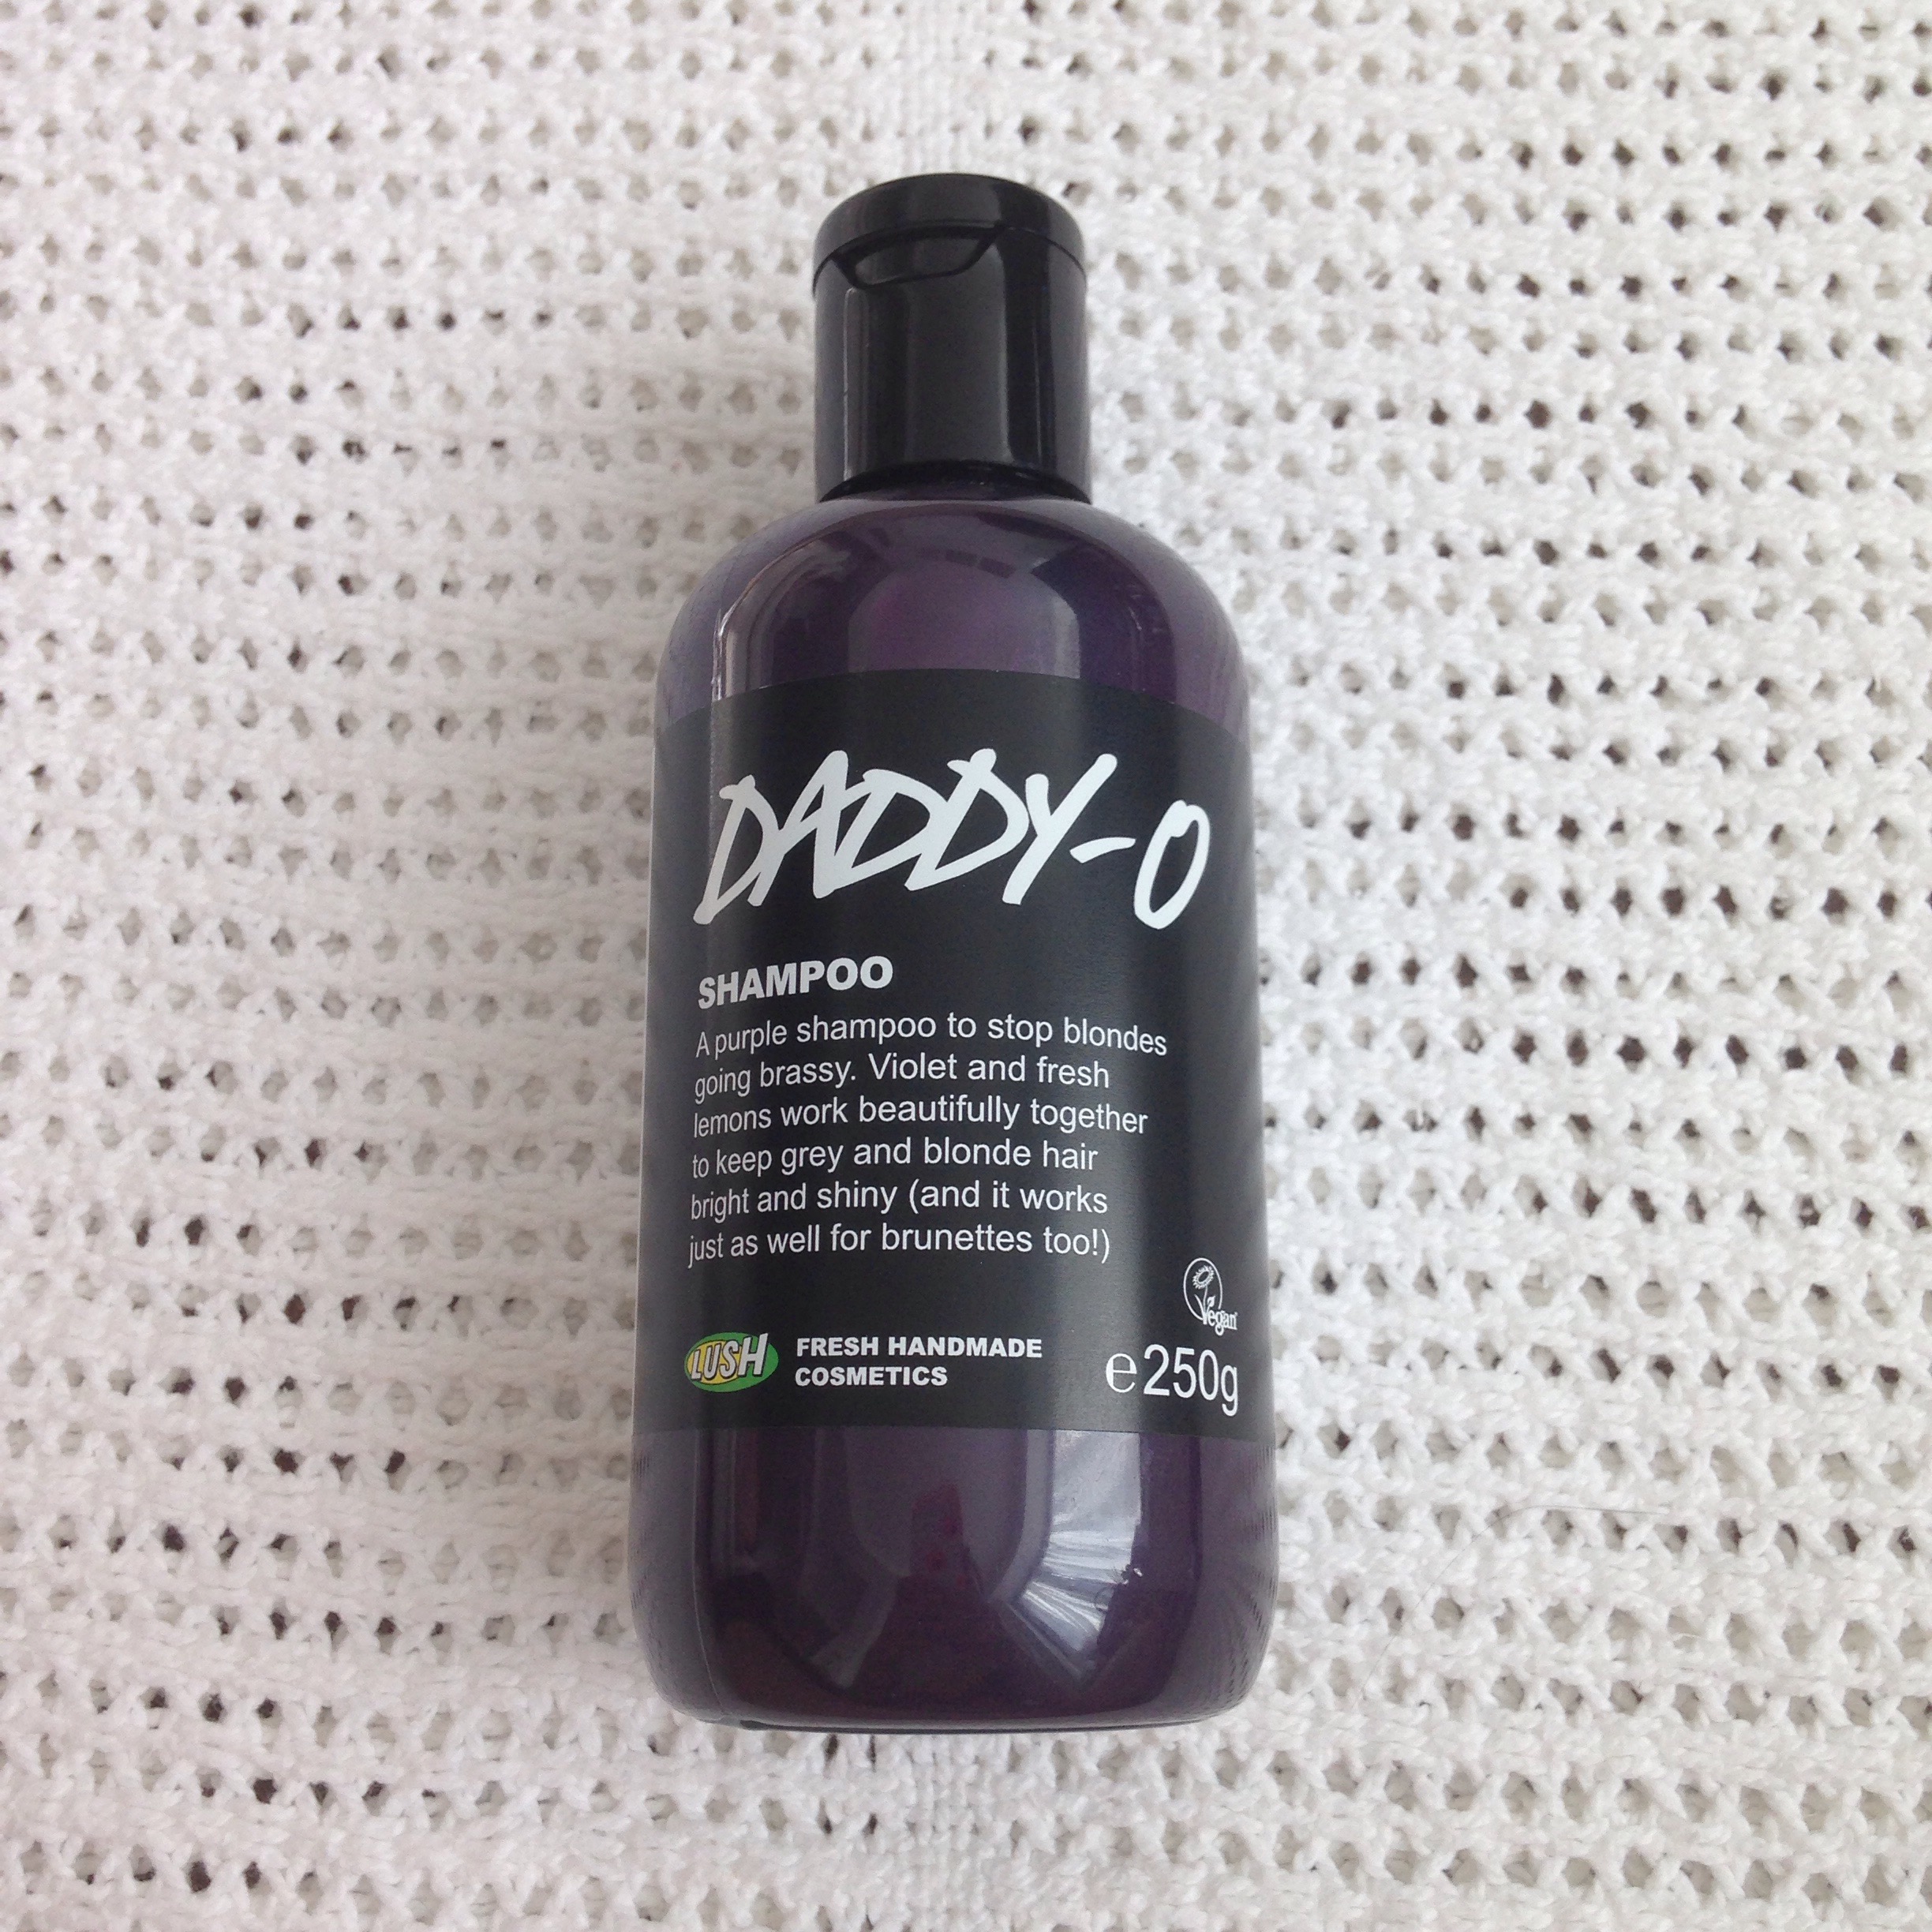 DADDY-O
SHAMPOO
A purple shampoo to stop blondes
going brassy. Violet and fresh
lemons work beautifully together
to keep grey and blonde hair
bright and shiny (and it works
just as well for brunettes too!)
Vegan
LUSH
FRESH HANDMADE
COSMETICS
℮250g